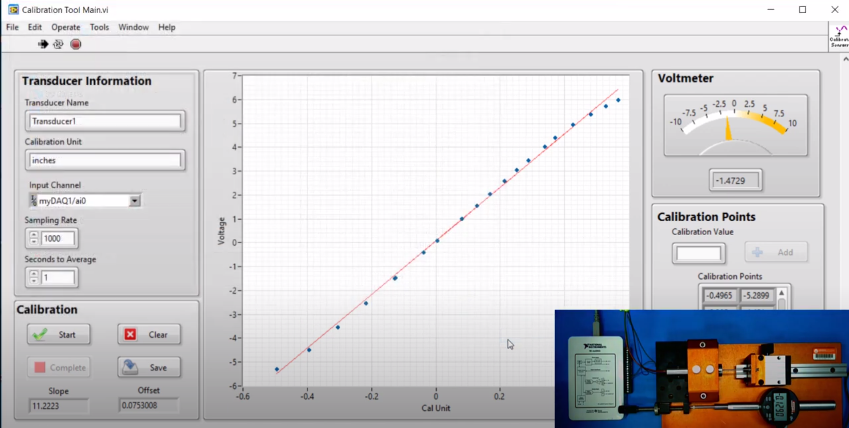 Calibration Tool Main.vi
File Edit Operate Tools Window Help
Transducer Information
Transducer Name
Transducer1
Calibration Unit
inches
Input Channel
myDAQ1/ai0
Sampling Rate
1000
Seconds to Average
1
Calibration
Start Clear
Complete Save
Slope Offset
11.2223 0.0753008
Voltage
7
6
5
4
3
2
1
0
-1
-2
-3
-4
-5
-6
-0.6 -0.4 -0.2 0 0.2
Cal Unit
Voltmeter
-10 -7.5 -5 -2.5 0 2.5 5 7.5 10
-1.4729
Calibration Points
Calibration Value
Add
Calibration Points
-0.4965 -5.2899